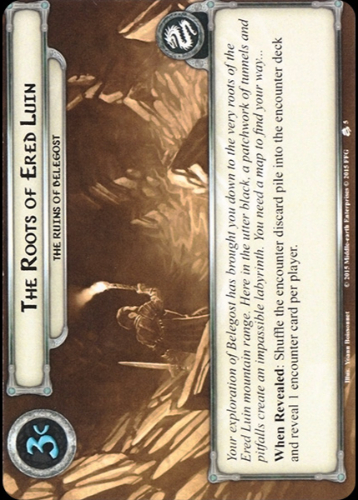 3C
The Roots of Ered Luin
The Ruins of Belegost
Your exploration of Belegost has brought you down to the very roots of the
Ered Luin mountain range. Here in the utter black, a patchwork of tunnels and
pitfalls create an impassible labyrinth. You need a map to find your way...
When Revealed: Shuffle the encounter discard pile into the encounter deck
and reveal 1 encounter card per player.
Illus. Yoann Boissonnet © 2015 Middle-earth Enterprises © 2015 FFG 5